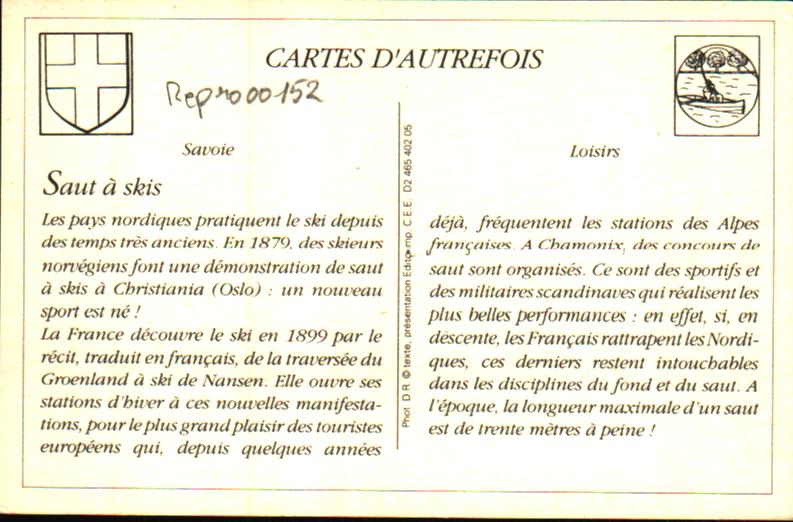 CARTES D'AUTREFOIS
Repro00152
Savoie
Saut à skis
Les pays nordiques pratiquent le ski depuis
des temps très anciens. En 1879, des skieurs
norvégiens font une démonstration de saut
à skis à Christiania (Oslo) : un nouveau
sport est né !
La France découvre le ski en 1899 par le
récit, traduit en français, de la traversée du
Groenland à ski de Nansen. Elle ouvre ses
stations d'hiver à ces nouvelles manifesta-
tions, pour le plus grand plaisir des touristes
européens qui, depuis quelques années
Phot. D R © texte, présentation Edito imp. C.E.E. D2 465 402 05
Loisirs
déjà, fréquentent les stations des Alpes
françaises. A Chamonix, des concours de
saut sont organisés. Ce sont des sportifs et
des militaires scandinaves qui réalisent les
plus belles performances : en effet, si, en
descente, les Français rattrapent les Nordi-
ques, ces derniers restent intouchables
dans les disciplines du fond et du saut. A
l'époque, la longueur maximale d'un saut
est de trente mètres à peine !